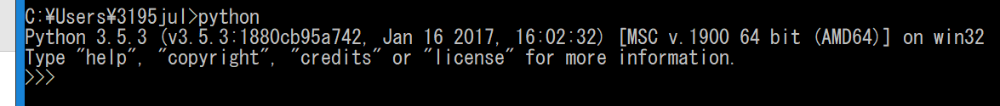 C:¥Users¥3195jul>python
Python 3.5.3 (v3.5.3:1880cb95a742, Jan 16 2017, 16:02:32) [MSC v.1900 64 bit (AMD64)] on win32
Type "help", "copyright", "credits" or "license" for more information.
>>>